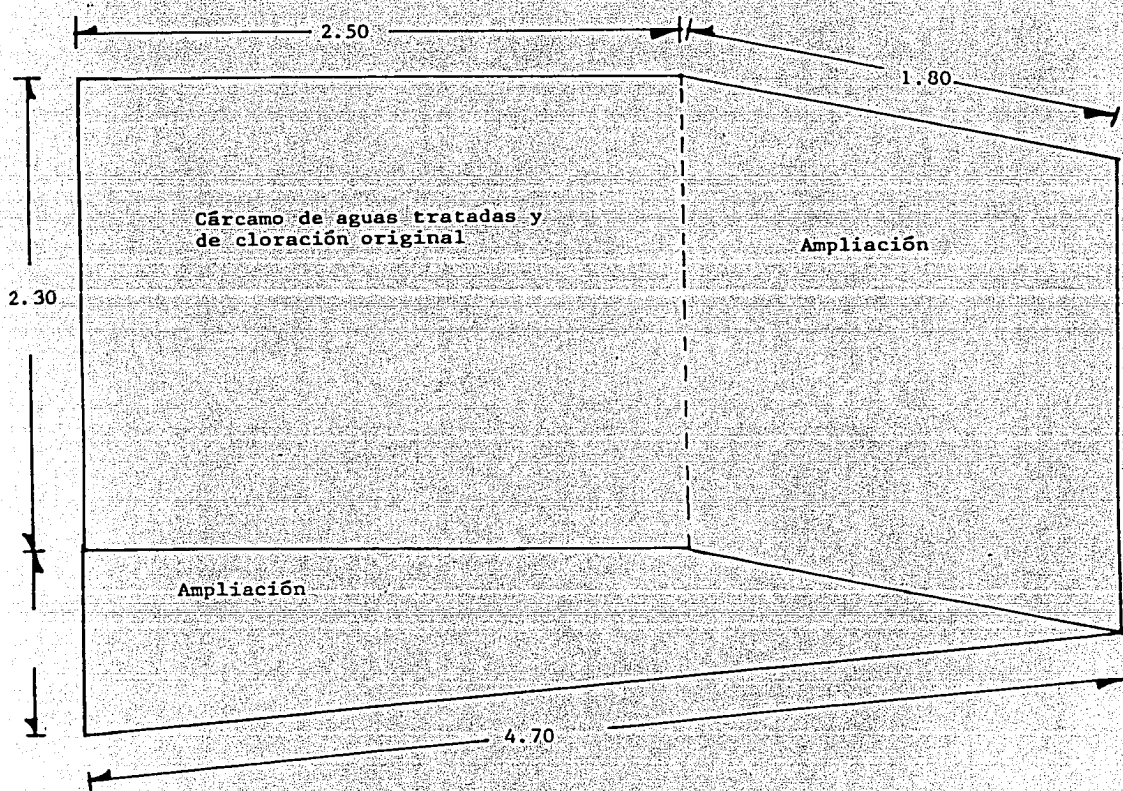 2.50
1.80
Cárcamo de aguas tratadas y
de cloración original
Ampliación
2.30
Ampliación
4.70